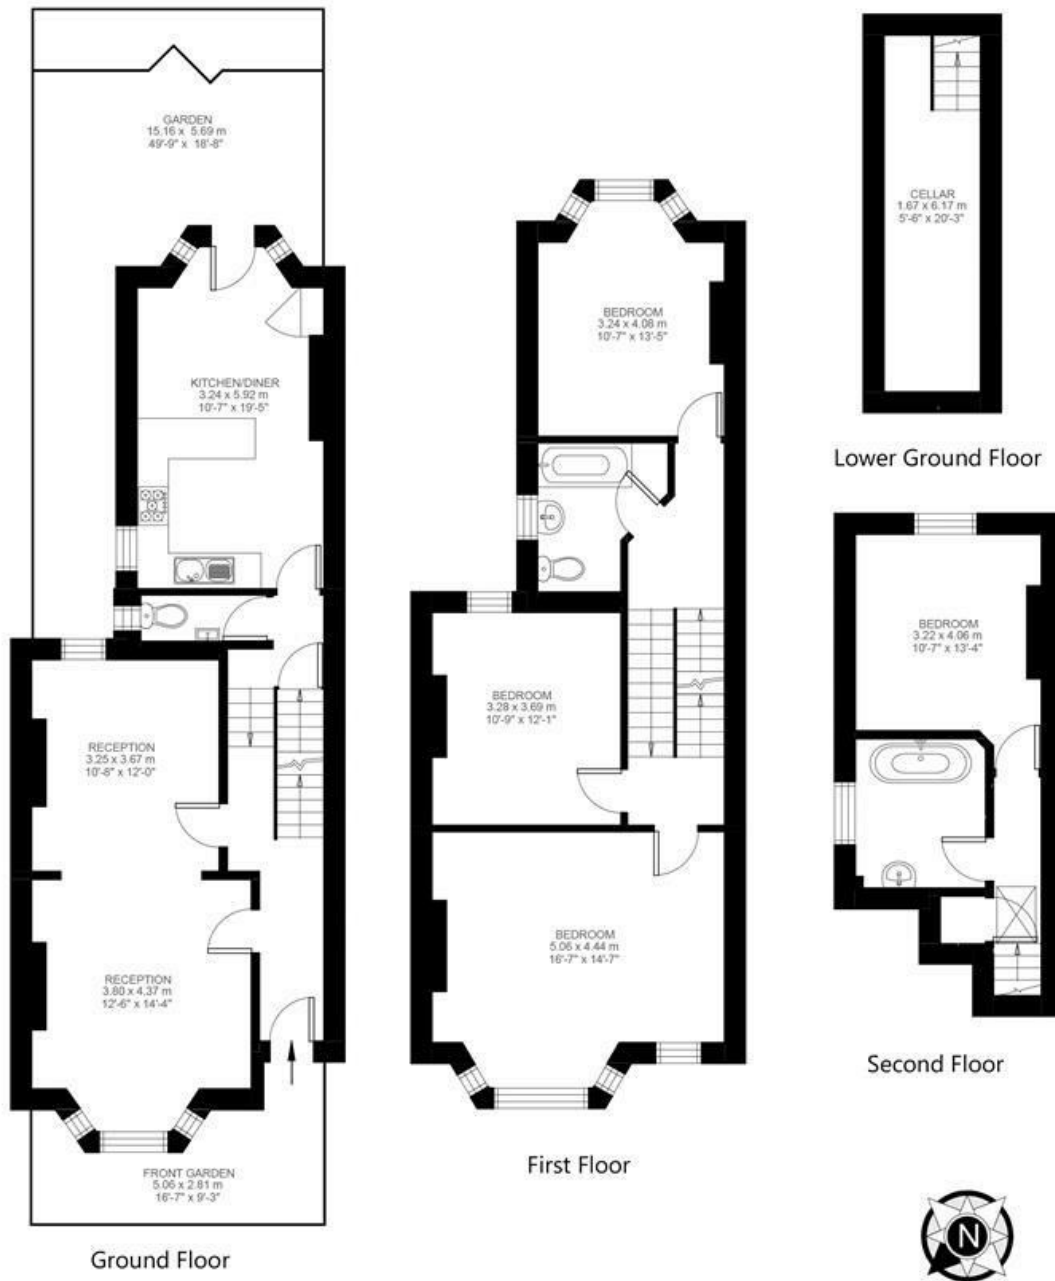 GARDEN
15.16 x 5.69 m
49'-9" x 18'-8"
KITCHEN/DINER
3.24 x 5.92 m
10'-7" x 19'-5"
RECEPTION
3.25 x 3.67 m
10'-8" x 12'-0"
RECEPTION
3.80 x 4.37 m
12'-6" x 14'-4"
FRONT GARDEN
5.06 x 2.81 m
16'-7" x 9'-3"
Ground Floor
BEDROOM
3.24 x 4.08 m
10'-7" x 13'-5"
BEDROOM
3.28 x 3.69 m
10'-9" x 12'-1"
BEDROOM
5.06 x 4.44 m
16'-7" x 14'-7"
First Floor
CELLAR
1.67 x 6.17 m
5'-6" x 20'-3"
Lower Ground Floor
BEDROOM
3.22 x 4.06 m
10'-7" x 13'-4"
Second Floor
N